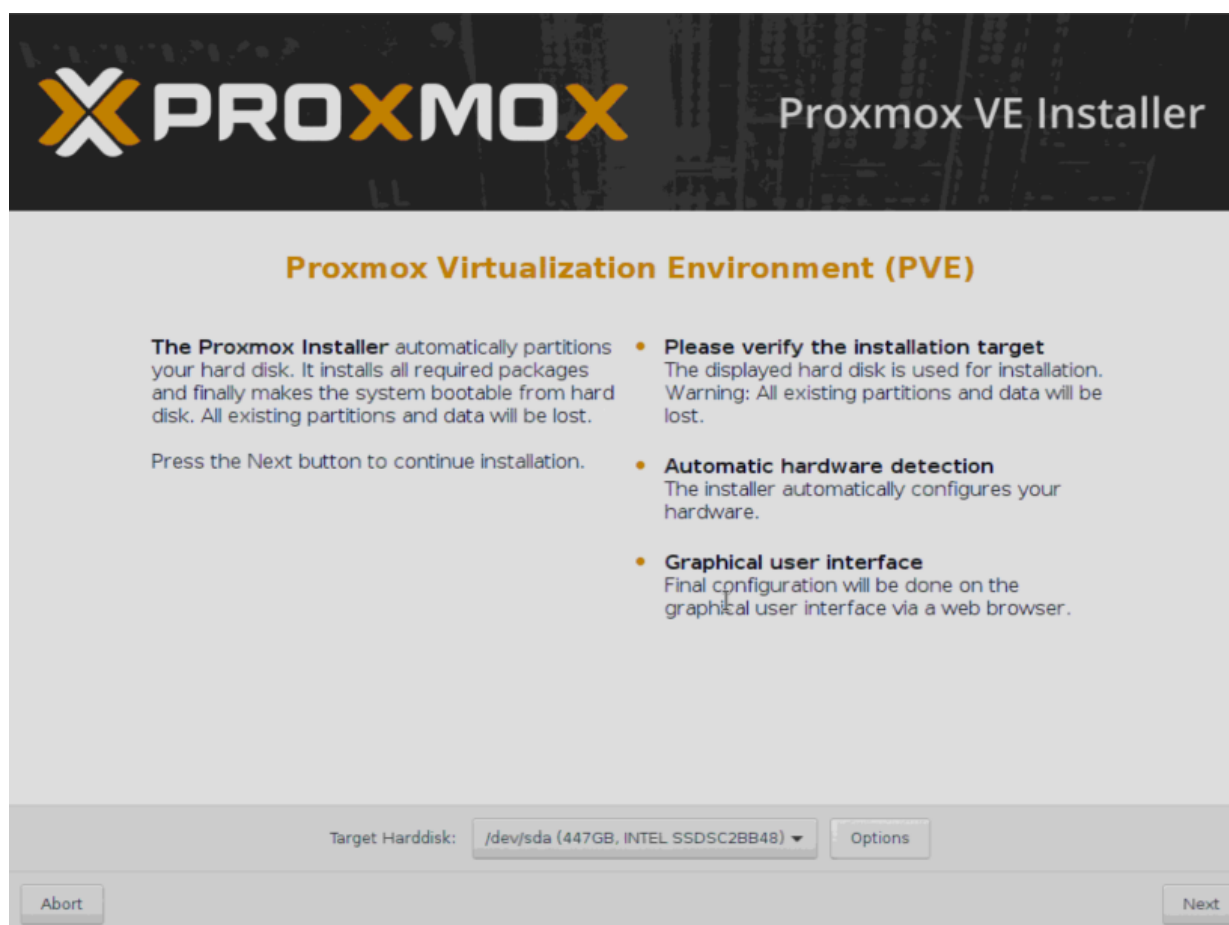 PROXMOX
Proxmox VE Installer
Proxmox Virtualization Environment (PVE)
The Proxmox Installer automatically partitions
your hard disk. It installs all required packages
and finally makes the system bootable from hard
disk. All existing partitions and data will be lost.
Press the Next button to continue installation.
Please verify the installation target
The displayed hard disk is used for installation.
Warning: All existing partitions and data will be
lost.
Automatic hardware detection
The installer automatically configures your
hardware.
Graphical user interface
Final configuration will be done on the
graphical user interface via a web browser.
Target Harddisk:
/dev/sda (447GB, INTEL SSDSC2BB48)
Options
Abort
Next